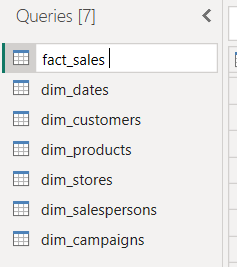 Queries [7]
fact_sales
dim_dates
dim_customers
dim_products
dim_stores
dim_salespersons
dim_campaigns